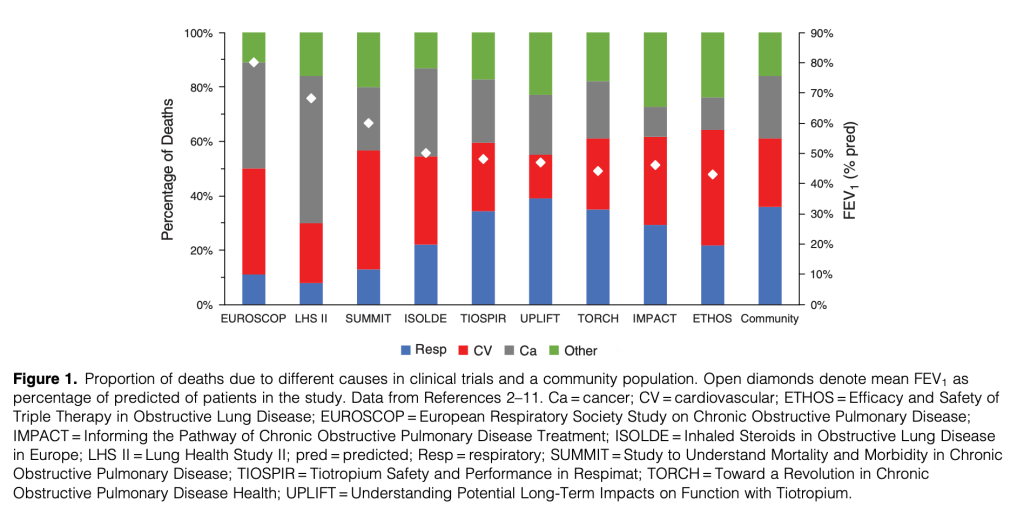 100%
80%
60%
40%
20%
0%
Percentage of Deaths
90%
80%
70%
60%
50%
40%
30%
20%
10%
0%
FEV1 (% pred)
EUROSCOP LHS II SUMMIT ISOLDE TIOSPIR UPLIFT TORCH IMPACT ETHOS Community
Resp CV Ca Other
Figure 1. Proportion of deaths due to different causes in clinical trials and a community population. Open diamonds denote mean FEV1 as
percentage of predicted of patients in the study. Data from References 2–11. Ca = cancer; CV = cardiovascular; ETHOS = Efficacy and Safety of
Triple Therapy in Obstructive Lung Disease; EUROSCOP = European Respiratory Society Study on Chronic Obstructive Pulmonary Disease;
IMPACT = Informing the Pathway of Chronic Obstructive Pulmonary Disease Treatment; ISOLDE = Inhaled Steroids in Obstructive Lung Disease
in Europe; LHS II = Lung Health Study II; pred = predicted; Resp = respiratory; SUMMIT = Study to Understand Mortality and Morbidity in Chronic
Obstructive Pulmonary Disease; TIOSPIR = Tiotropium Safety and Performance in Respimat; TORCH = Toward a Revolution in Chronic
Obstructive Pulmonary Disease Health; UPLIFT = Understanding Potential Long-Term Impacts on Function with Tiotropium.